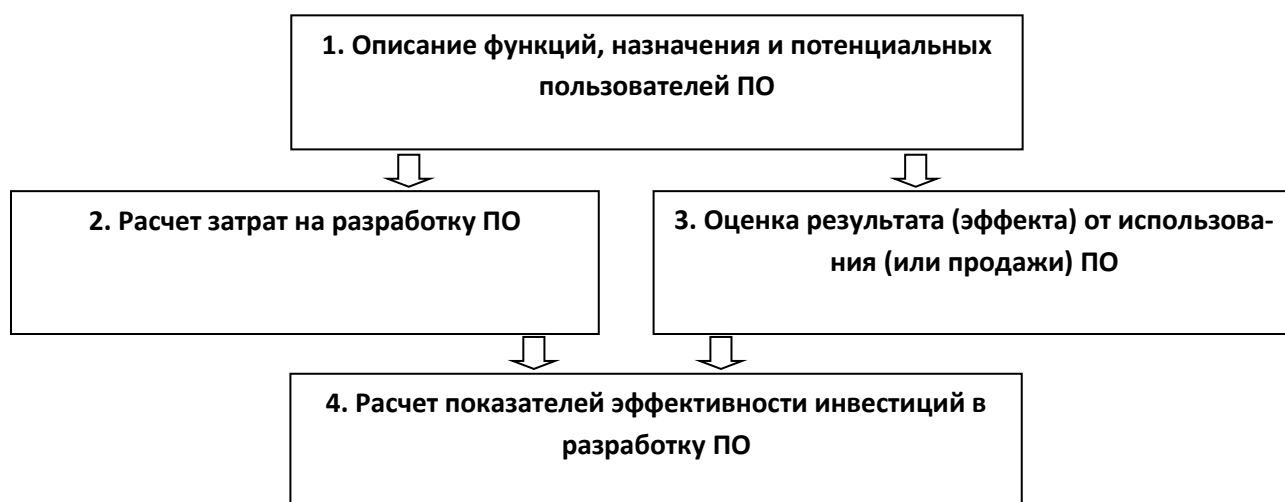 1. Описание функций, назначения и потенциальных
пользователей ПО
2. Расчет затрат на разработку ПО
3. Оценка результата (эффекта) от использова-
ния (или продажи) ПО
4. Расчет показателей эффективности инвестиций в
разработку ПО